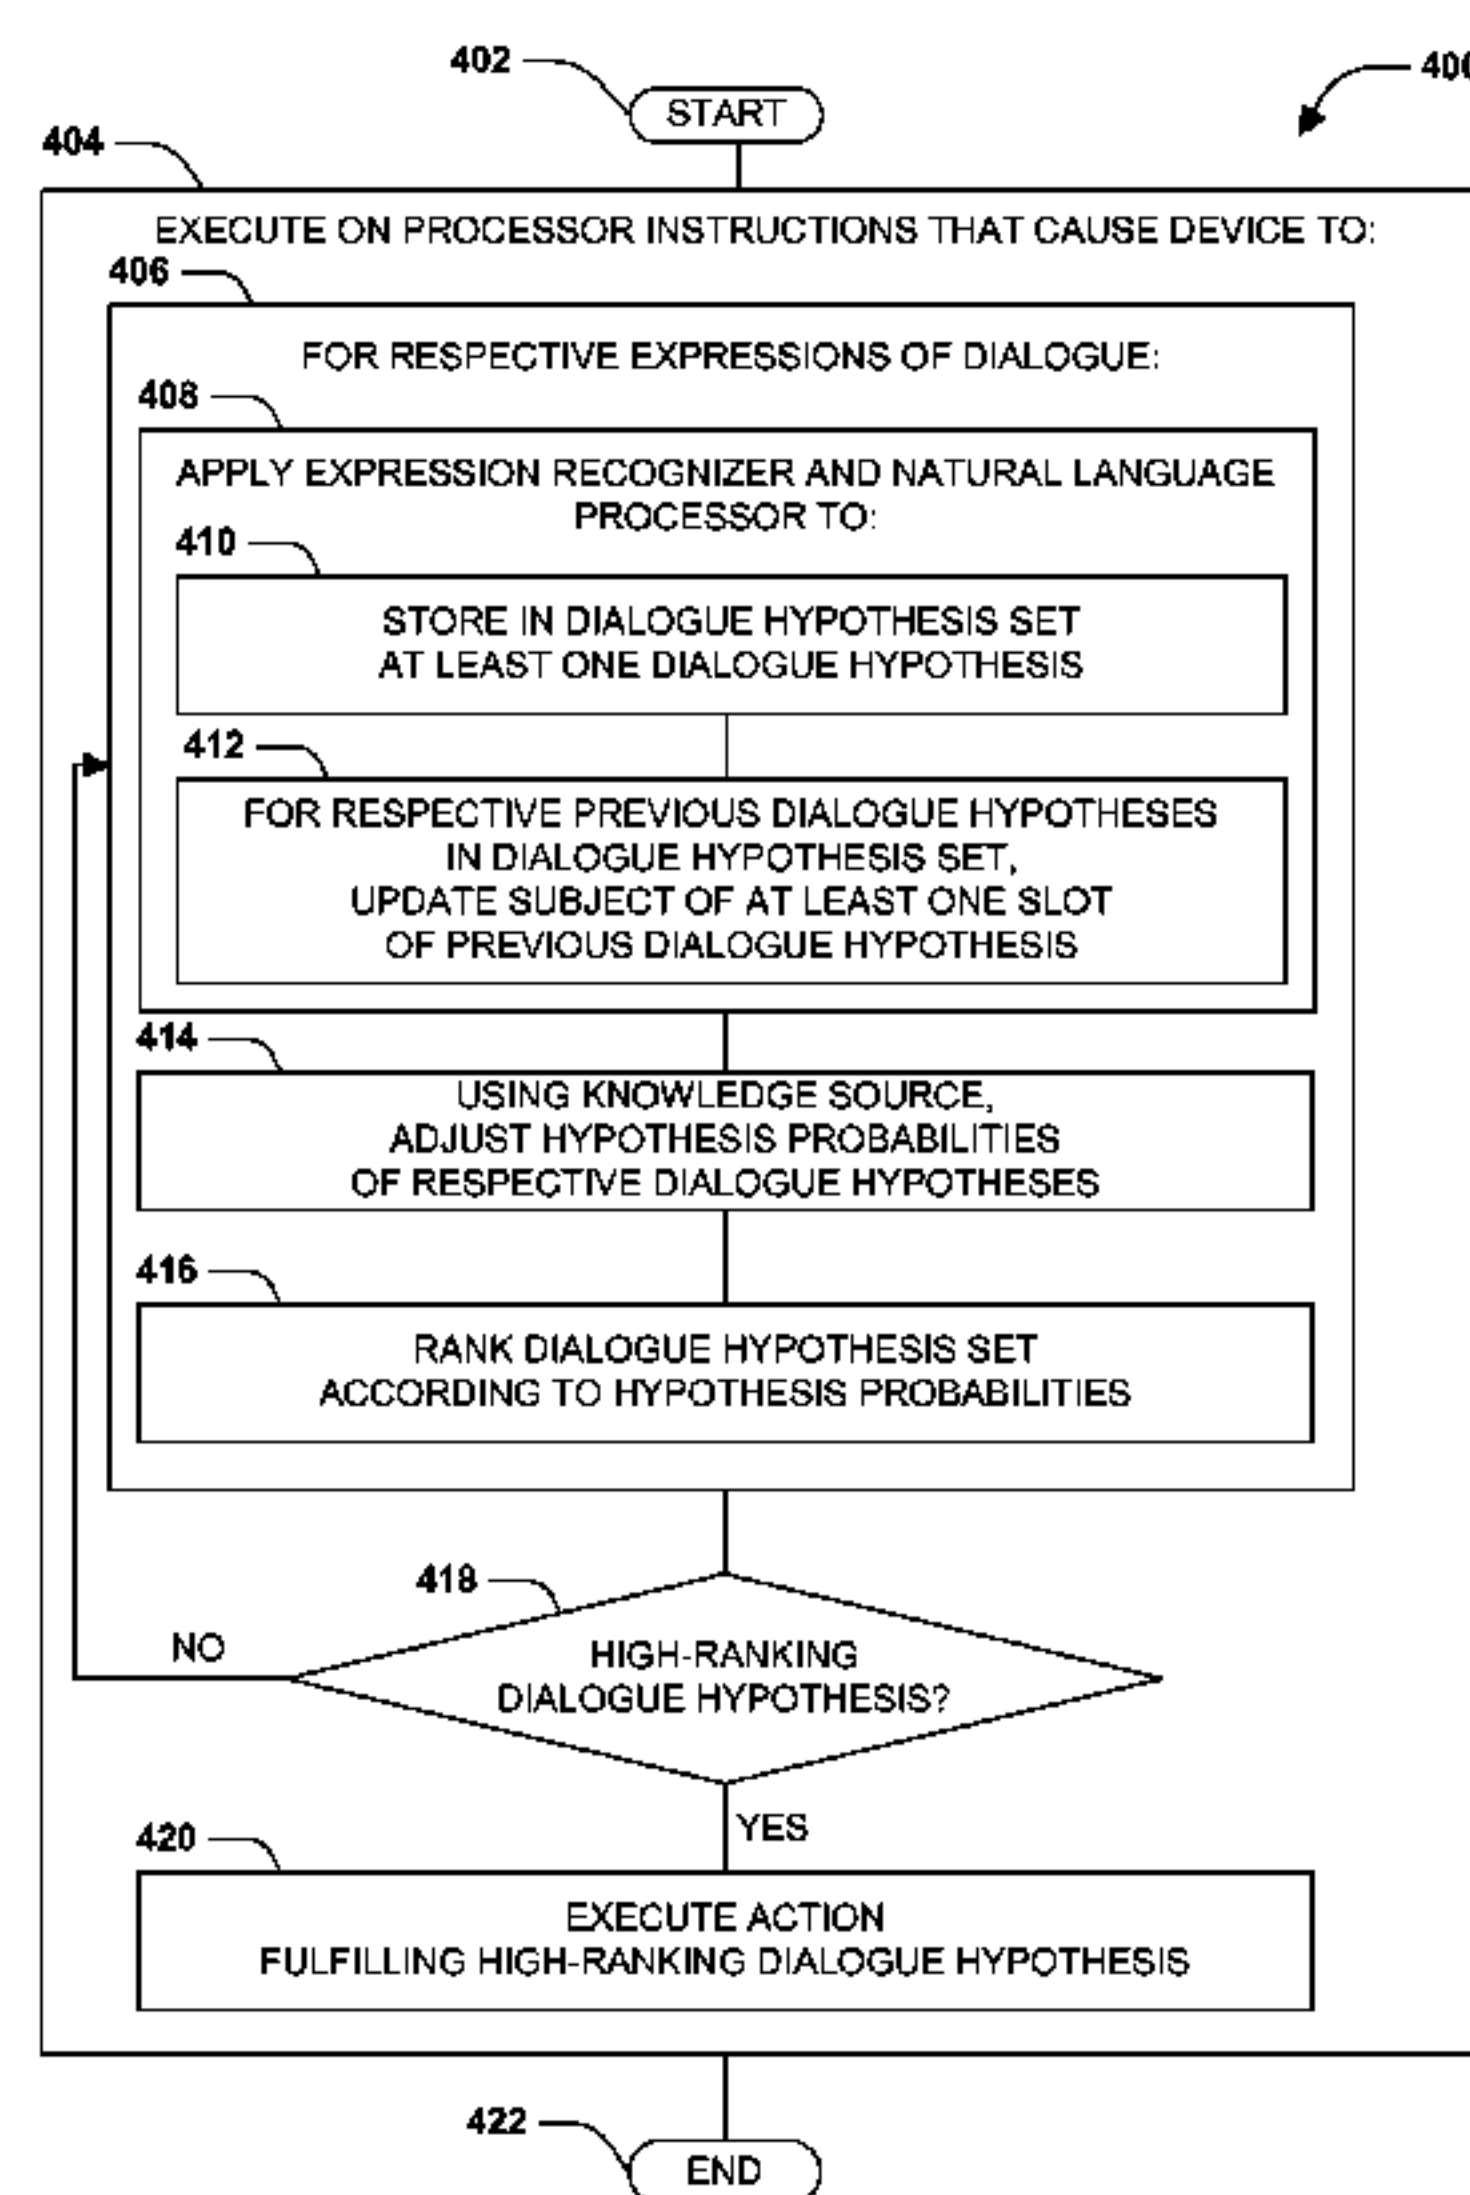 402
START
400
404
EXECUTE ON PROCESSOR INSTRUCTIONS THAT CAUSE DEVICE TO:
406
FOR RESPECTIVE EXPRESSIONS OF DIALOGUE:
408
APPLY EXPRESSION RECOGNIZER AND NATURAL LANGUAGE
PROCESSOR TO:
410
STORE IN DIALOGUE HYPOTHESIS SET
AT LEAST ONE DIALOGUE HYPOTHESIS
412
FOR RESPECTIVE PREVIOUS DIALOGUE HYPOTHESES
IN DIALOGUE HYPOTHESIS SET,
UPDATE SUBJECT OF AT LEAST ONE SLOT
OF PREVIOUS DIALOGUE HYPOTHESIS
414
USING KNOWLEDGE SOURCE,
ADJUST HYPOTHESIS PROBABILITIES
OF RESPECTIVE DIALOGUE HYPOTHESES
416
RANK DIALOGUE HYPOTHESIS SET
ACCORDING TO HYPOTHESIS PROBABILITIES
418
NO
HIGH-RANKING
DIALOGUE HYPOTHESIS?
YES
420
EXECUTE ACTION
FULFILLING HIGH-RANKING DIALOGUE HYPOTHESIS
422
END